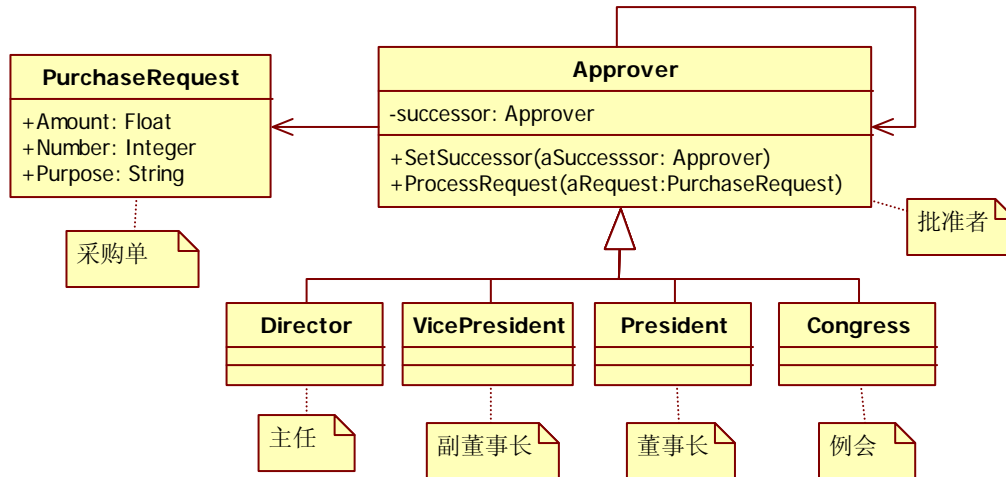 PurchaseRequest
+Amount: Float
+Number: Integer
+Purpose: String
采购单
Approver
-successor: Approver
+SetSuccessor(aSuccesssor: Approver)
+ProcessRequest(aRequest:PurchaseRequest)
批准者
Director
VicePresident
President
Congress
主任
副董事长
董事长
例会